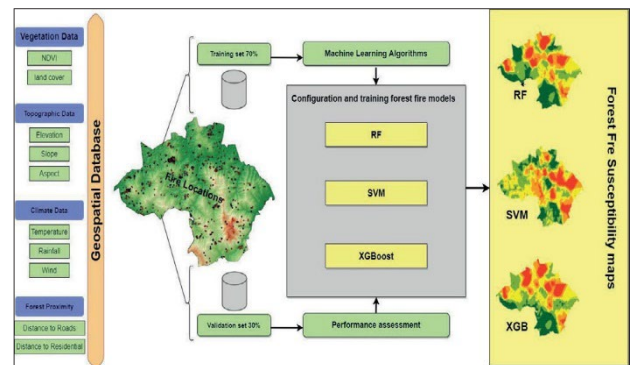 Vegetation Data
NDVI
land cover
Topographic Data
Elevation
Slope
Aspect
Climate Data
Temperature
Rainfall
Wind
Forest Proximity
Distance to Roads
Distance to Residential
Geospatial Database
Training set 70%
Fire Locations
Validation set 30%
Machine Learning Algorithms
Configuration and training forest fire models
RF
SVM
XGBoost
Performance assessment
RF
SVM
XGB
Forest Fre Susceptibility maps